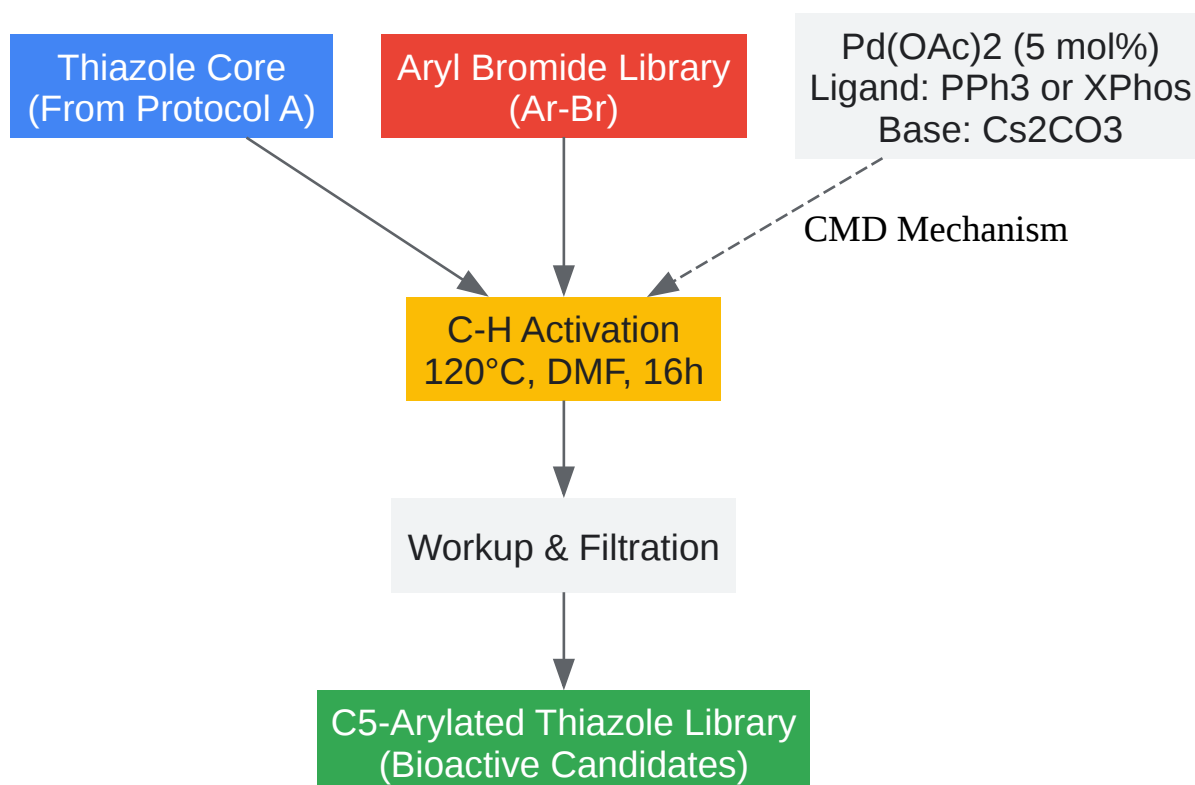 Thiazole Core
(From Protocol A)
Aryl Bromide Library
(Ar-Br)
Pd(OAc)2 (5 mol%)
Ligand: PPh3 or XPhos
Base: Cs2CO3
CMD Mechanism
C-H Activation
120°C, DMF, 16h
Workup & Filtration
C5-Arylated Thiazole Library
(Bioactive Candidates)